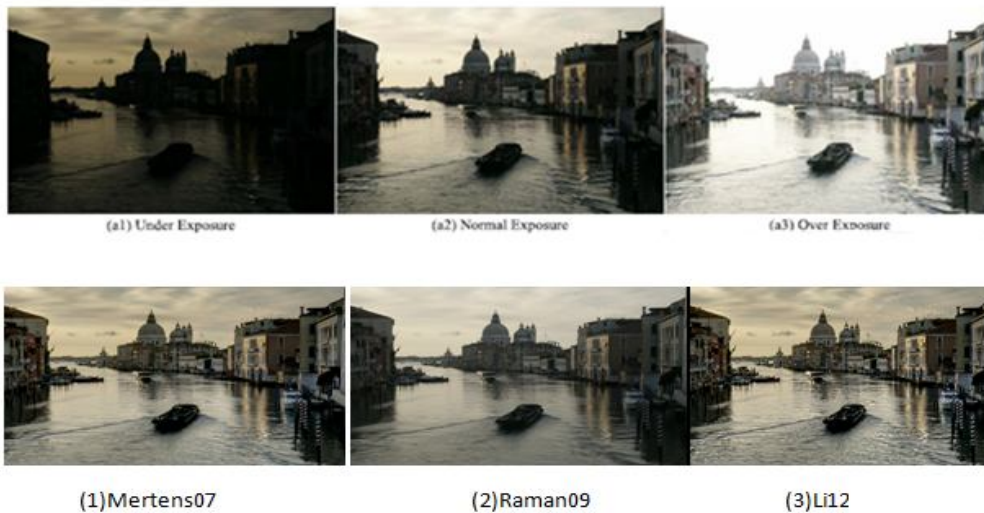 (a1) Under Exposure
(a2) Normal Exposure
(a3) Over Exposure
(1)Mertens07
(2)Raman09
(3)Li12